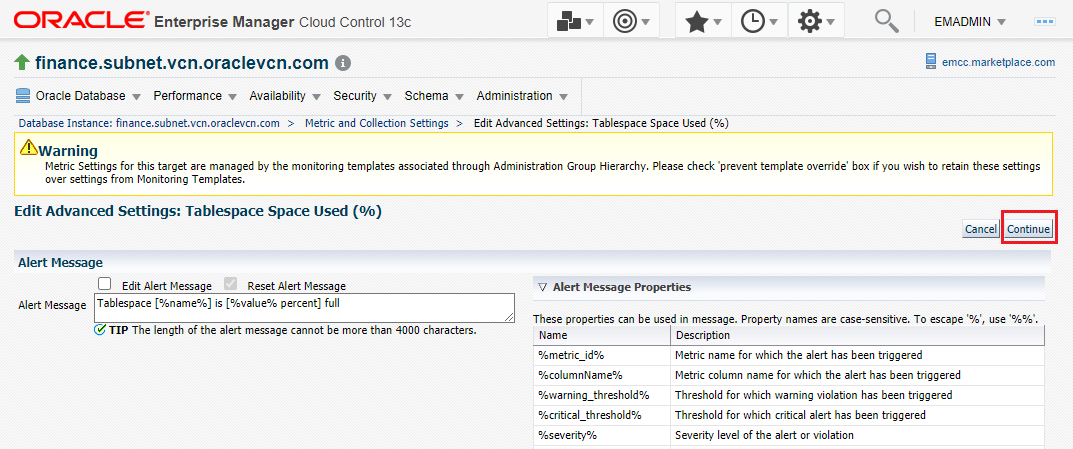 ORACLE® Enterprise Manager Cloud Control 13c
EMADMIN
finance.subnet.vcn.oraclevcn.com
emcc.marketplace.com
Oracle Database Performance Availability Security Schema Administration
Database Instance: finance.subnet.vcn.oraclevcn.com > Metric and Collection Settings > Edit Advanced Settings: Tablespace Space Used (%)
Warning
Metric Settings for this target are managed by the monitoring templates associated through Administration Group Hierarchy. Please check 'prevent template override' box if you wish to retain these settings
over settings from Monitoring Templates.
Edit Advanced Settings: Tablespace Space Used (%)
Cancel Continue
Alert Message
Edit Alert Message Reset Alert Message
Alert Message Tablespace [%name%] is [%value% percent] full
TIP The length of the alert message cannot be more than 4000 characters.
Alert Message Properties
These properties can be used in message. Property names are case-sensitive. To escape '%', use '%%'.
Name Description
%metric_id% Metric name for which the alert has been triggered
%columnName% Metric column name for which the alert has been triggered
%warning_threshold% Threshold for which warning violation has been triggered
%critical_threshold% Threshold for which critical alert has been triggered
%severity% Severity level of the alert or violation